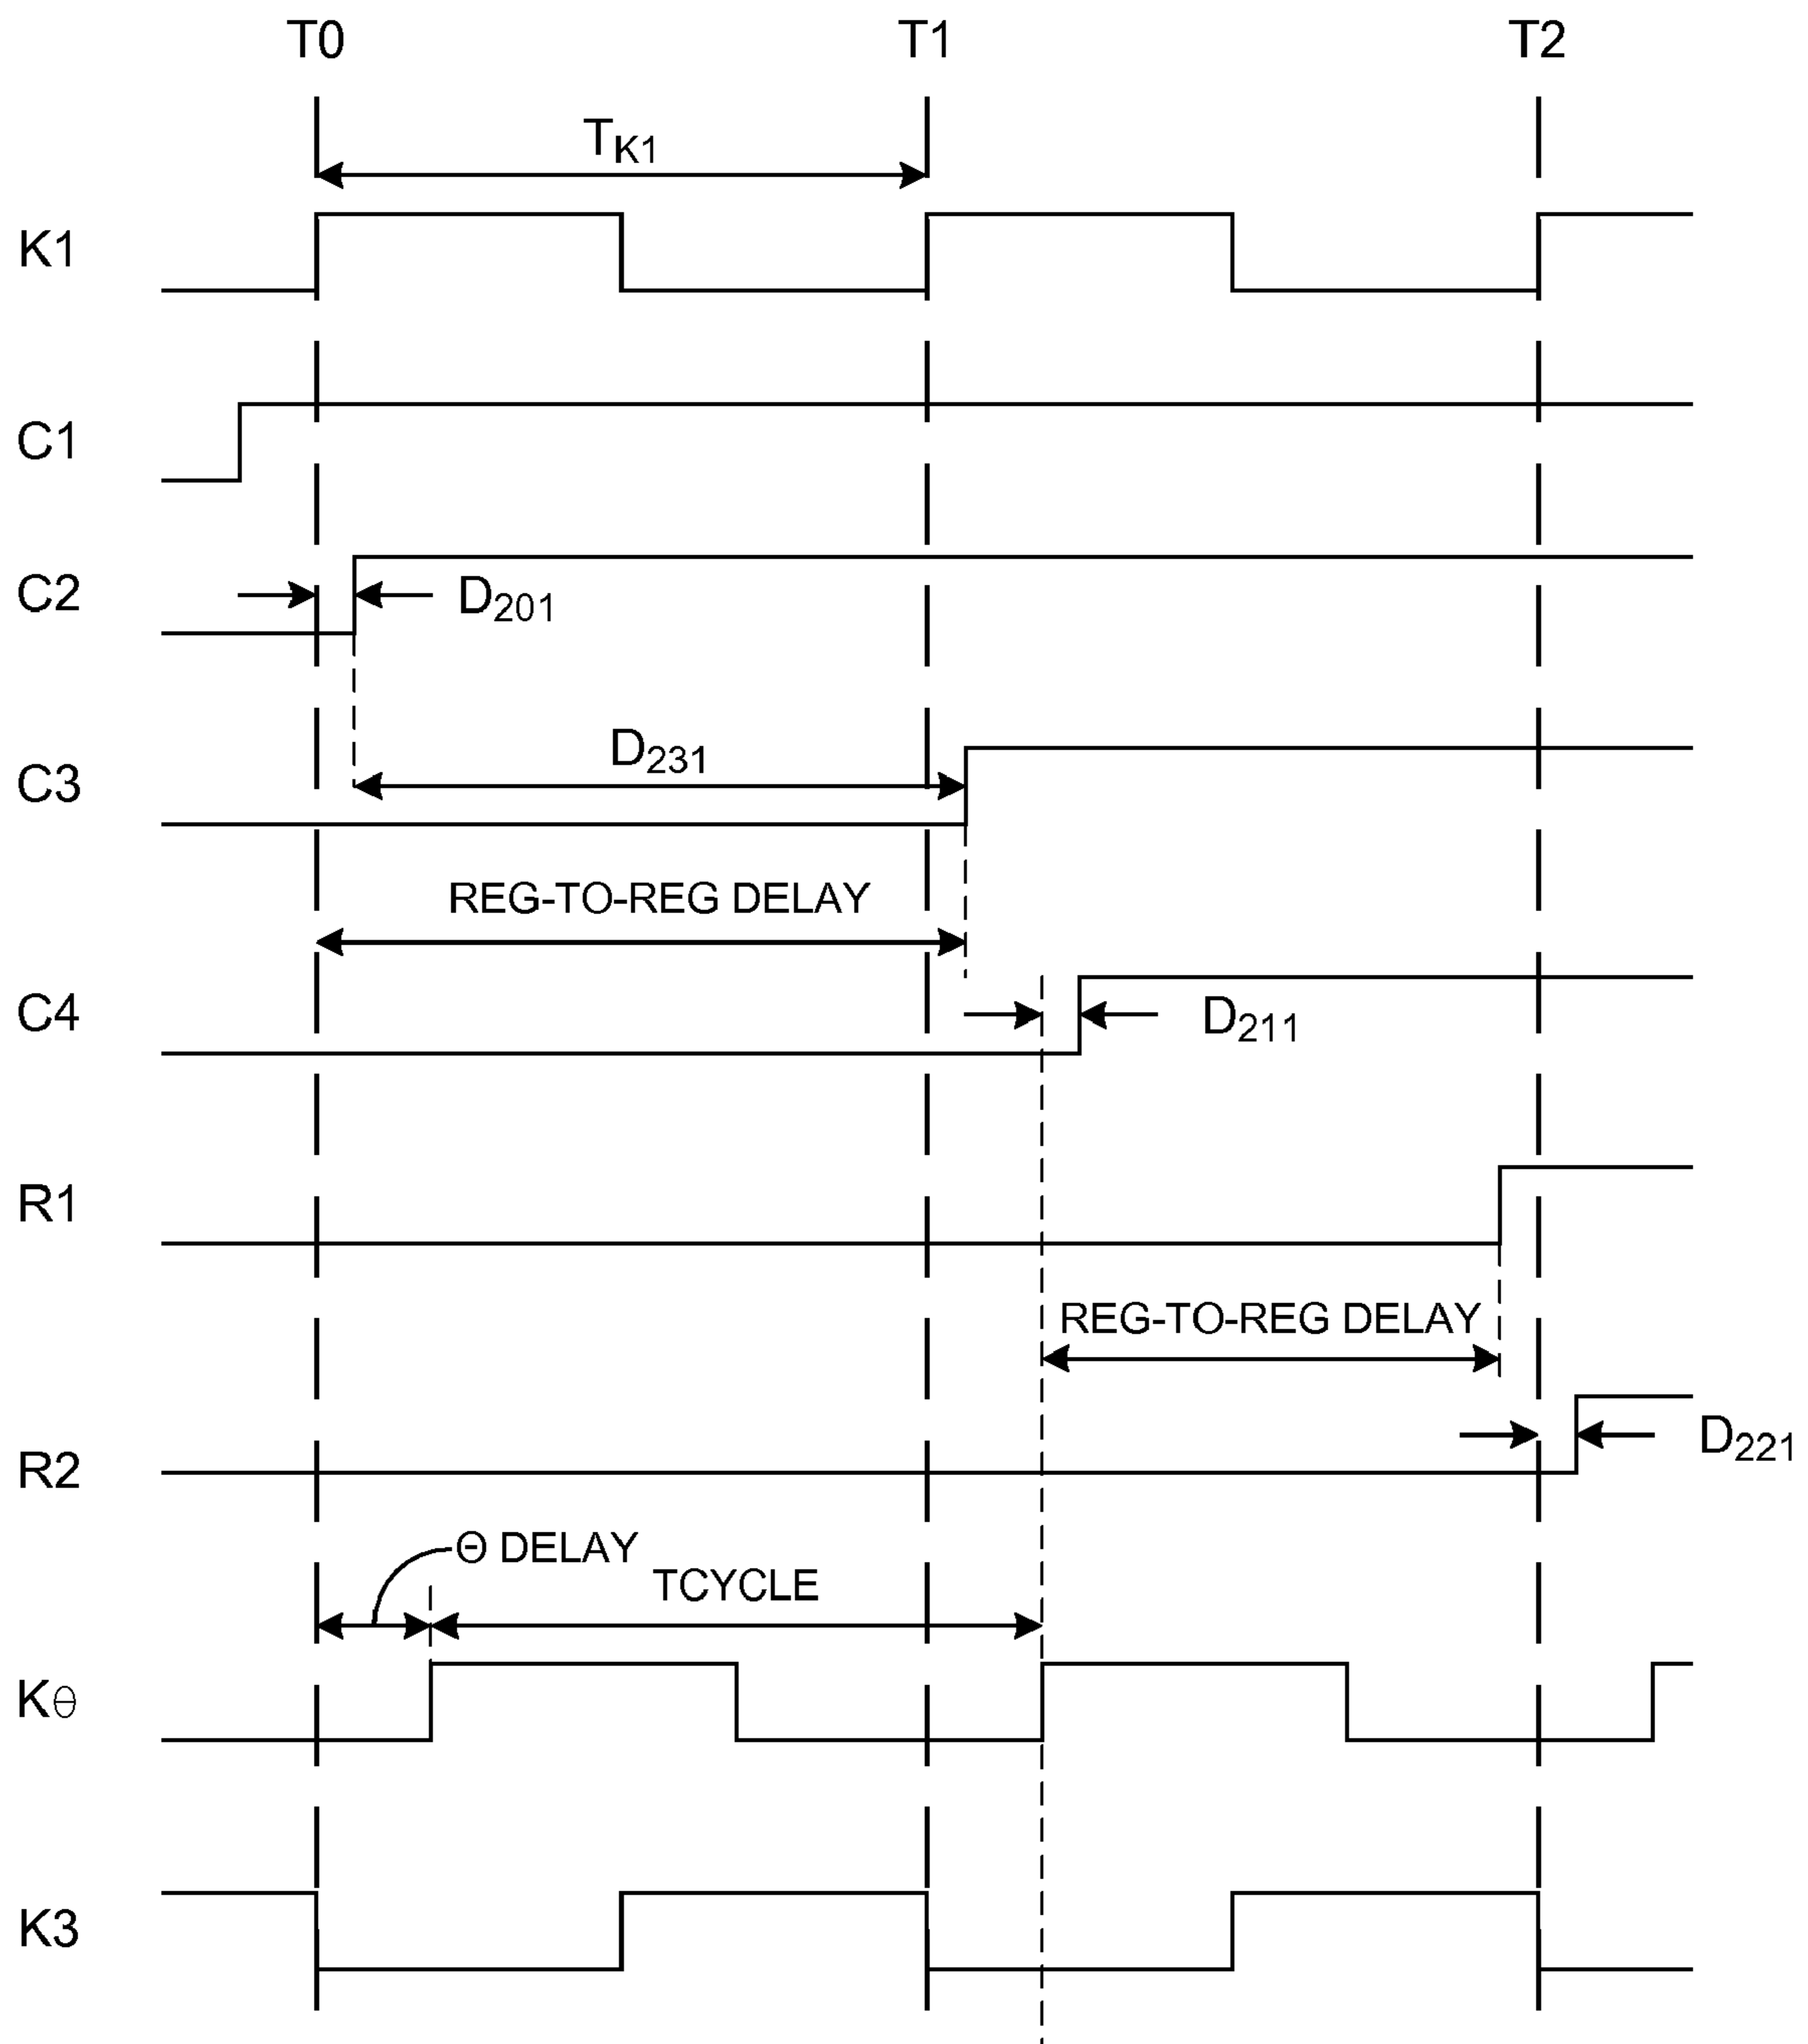 T0 T1 T2
TK1
K1
C1
C2 D201
D231
C3
REG-TO-REG DELAY
C4 D211
R1
REG-TO-REG DELAY
D221
R2
Θ DELAY
TCYCLE
Kθ
K3